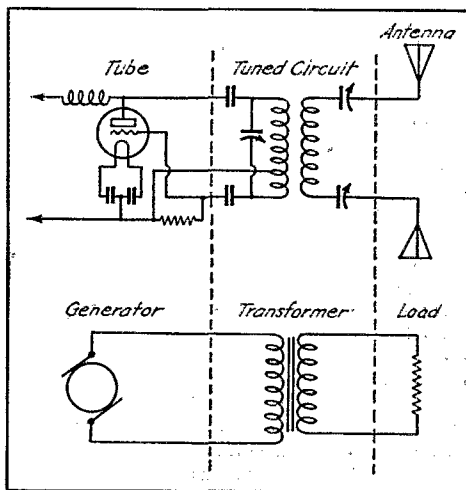 Antenna
Tube
Tuned Circuit
Generator
Transformer
Load